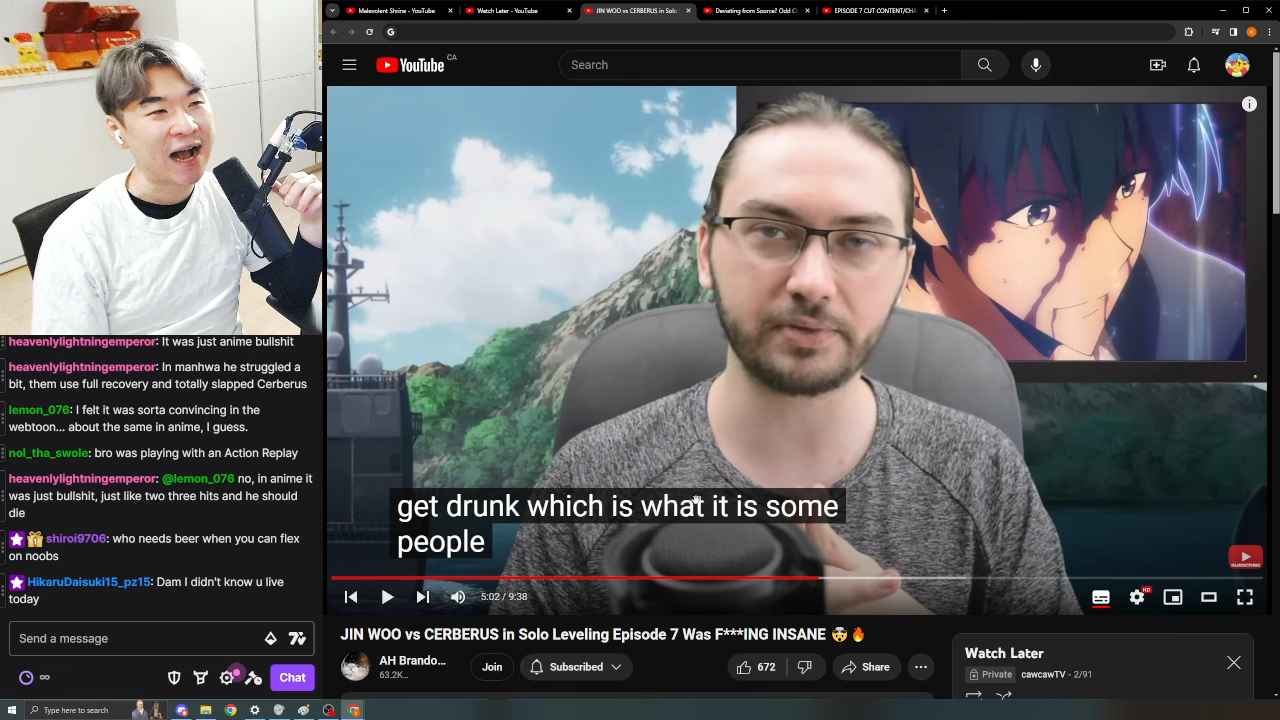 Malevolent Shrine - YouTube
Watch Later - YouTube
JIN WOO vs CERBERUS in Solo
Deviating from Source? Odd C
EPISODE 7 CUT CONTENT/CHA
YouTube CA
Search
heavenlylightningemperor: It was just anime bullshit
heavenlylightningemperor: In manhwa he struggled a
bit, them use full recovery and totally slapped Cerberus
lemon_076: I felt it was sorta convincing in the
webtoon... about the same in anime, I guess.
nol_tha_swole: bro was playing with an Action Replay
heavenlylightningemperor: @lemon_076 no, in anime it
was just bullshit, just like two three hits and he should
die
shiroi9706: who needs beer when you can flex
on noobs
HikaruDaisuki15_pz15: Dam I didn't know u live
today
Send a message
Chat
get drunk which is what it is some
people
SUBSCRIBE
5:02 / 9:38
HD
JIN WOO vs CERBERUS in Solo Leveling Episode 7 Was F***ING INSANE
AH Brando...
63.2K...
Join
Subscribed
672
Share
Watch Later
Private
cawcawTV - 2/91
Type here to search